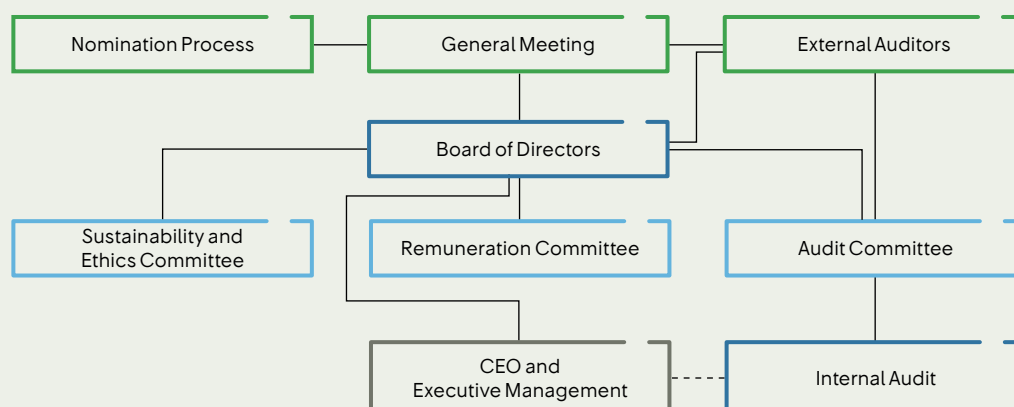 Nomination Process
General Meeting
External Auditors
Board of Directors
Sustainability and
Ethics Committee
Remuneration Committee
Audit Committee
CEO and
Executive Management
Internal Audit